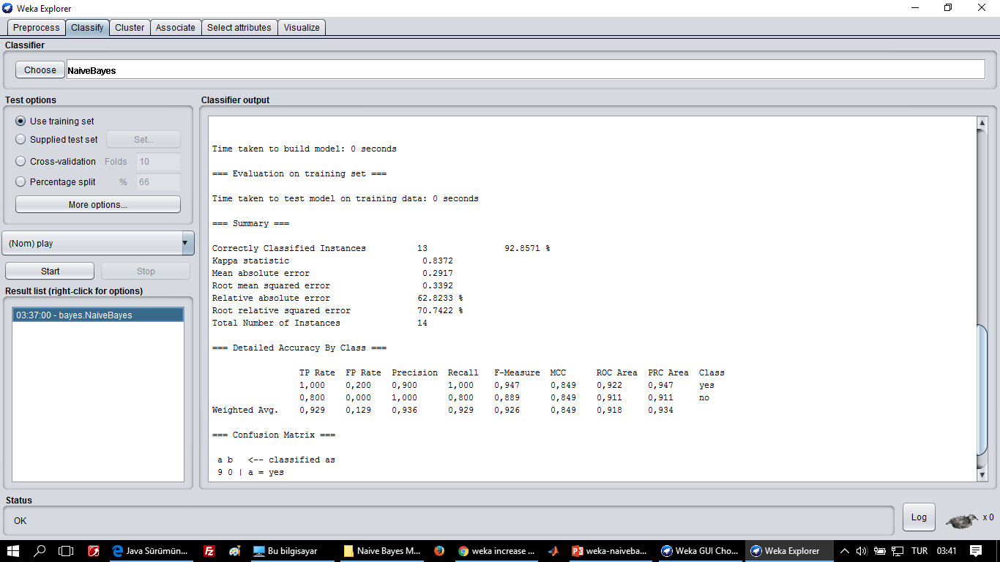 Weka Explorer
Preprocess Classify Cluster Associate Select attributes Visualize
Classifier
Choose NaiveBayes
Test options
Use training set
Supplied test set Set...
Cross-validation Folds 10
Percentage split % 66
More options...
(Nom) play
Start Stop
Result list (right-click for options)
03:37:00 - bayes.NaiveBayes
Classifier output
Time taken to build model: 0 seconds
=== Evaluation on training set ===
Time taken to test model on training data: 0 seconds
=== Summary ===
Correctly Classified Instances 13 92.8571 %
Kappa statistic 0.8372
Mean absolute error 0.2917
Root mean squared error 0.3392
Relative absolute error 62.8233 %
Root relative squared error 70.7422 %
Total Number of Instances 14
=== Detailed Accuracy By Class ===
TP Rate FP Rate Precision Recall F-Measure MCC ROC Area PRC Area Class
1,000 0,200 0,900 1,000 0,947 0,849 0,922 0,947 yes
0,800 0,000 1,000 0,800 0,889 0,849 0,911 0,911 no
Weighted Avg. 0,929 0,129 0,936 0,929 0,926 0,849 0,918 0,934
=== Confusion Matrix ===
a b <-- classified as
9 0 | a = yes
Status
OK
Log x 0
Java Sürümün... Bu bilgisayar Naive Bayes M... weka increase ... weka-naiveba... Weka GUI Cho... Weka Explorer TUR 03:41